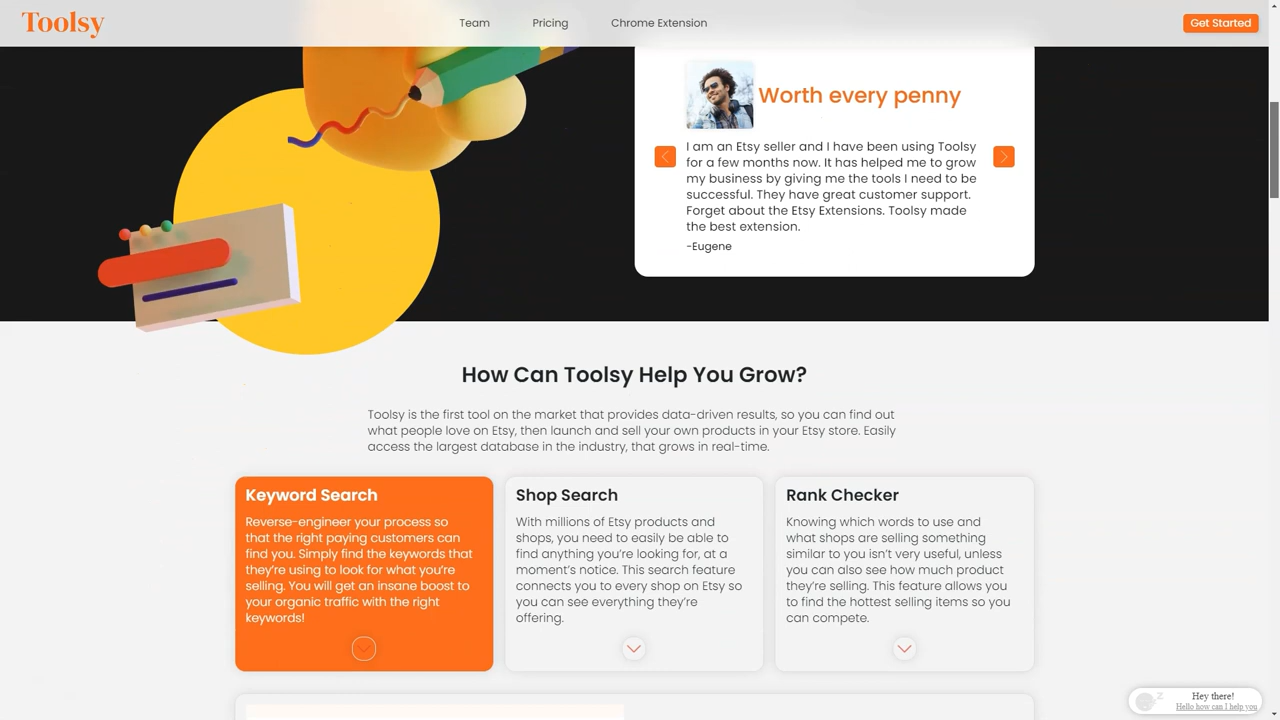 Toolsy
Team
Pricing
Chrome Extension
Get Started
Worth every penny
I am an Etsy seller and I have been using Toolsy
for a few months now. It has helped me to grow
my business by giving me the tools I need to be
successful. They have great customer support.
Forget about the Etsy Extensions. Toolsy made
the best extension.
-Eugene
How Can Toolsy Help You Grow?
Toolsy is the first tool on the market that provides data-driven results, so you can find out
what people love on Etsy, then launch and sell your own products in your Etsy store. Easily
access the largest database in the industry, that grows in real-time.
Keyword Search
Reverse-engineer your process so
that the right paying customers can
find you. Simply find the keywords that
they're using to look for what you're
selling. You will get an insane boost to
your organic traffic with the right
keywords!
Shop Search
With millions of Etsy products and
shops, you need to easily be able to
find anything you're looking for, at a
moment's notice. This search feature
connects you to every shop on Etsy so
you can see everything they're
offering.
Rank Checker
Knowing which words to use and
what shops are selling something
similar to you isn't very useful, unless
you can also see how much product
they're selling. This feature allows you
to find the hottest selling items so you
can compete.
Hey there!
Hello how can I help you